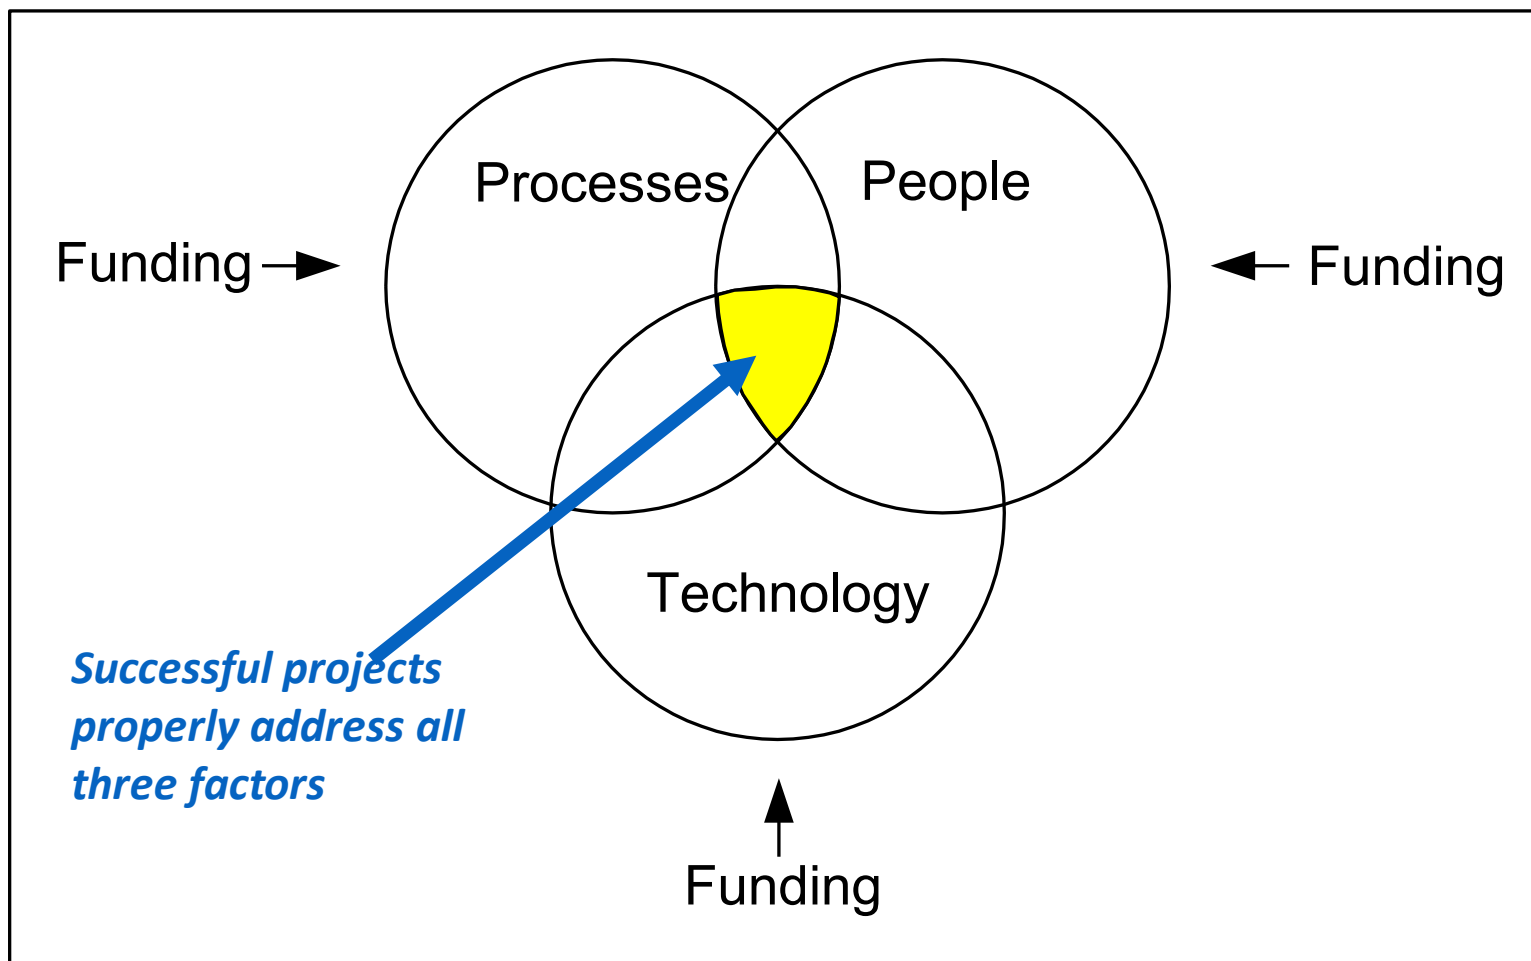 Processes
People
Funding
Funding
Technology
Successful projects
properly address all
three factors
Funding